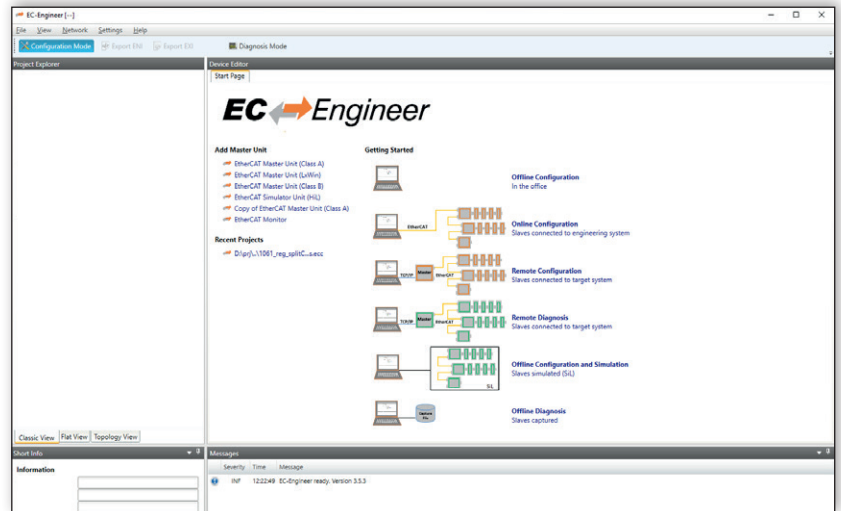 EC-Engineer [--]
File View Network Settings Help
Configuration Mode Export ENI Export EXI Diagnosis Mode
Project Explorer
Device Editor
Start Page
EC Engineer
Add Master Unit
EtherCAT Master Unit (Class A)
EtherCAT Master Unit (LxWin)
EtherCAT Master Unit (Class B)
EtherCAT Simulator Unit (HiL)
Copy of EtherCAT Master Unit (Class A)
EtherCAT Monitor
Recent Projects
D:\prj\..\1061_reg_splitC...s.ecc
Getting Started
Offline Configuration
In the office
EtherCAT
Online Configuration
Slaves connected to engineering system
TCP/IP Master EtherCAT
Remote Configuration
Slaves connected to target system
TCP/IP Master EtherCAT
Remote Diagnosis
Slaves connected to target system
SiL
Offline Configuration and Simulation
Slaves simulated (SiL)
Capture
File
Offline Diagnosis
Slaves captured
Classic View Flat View Topology View
Short Info
Information
Messages
Severity Time Message
INF 12:22:49 EC-Engineer ready. Version 3.5.3